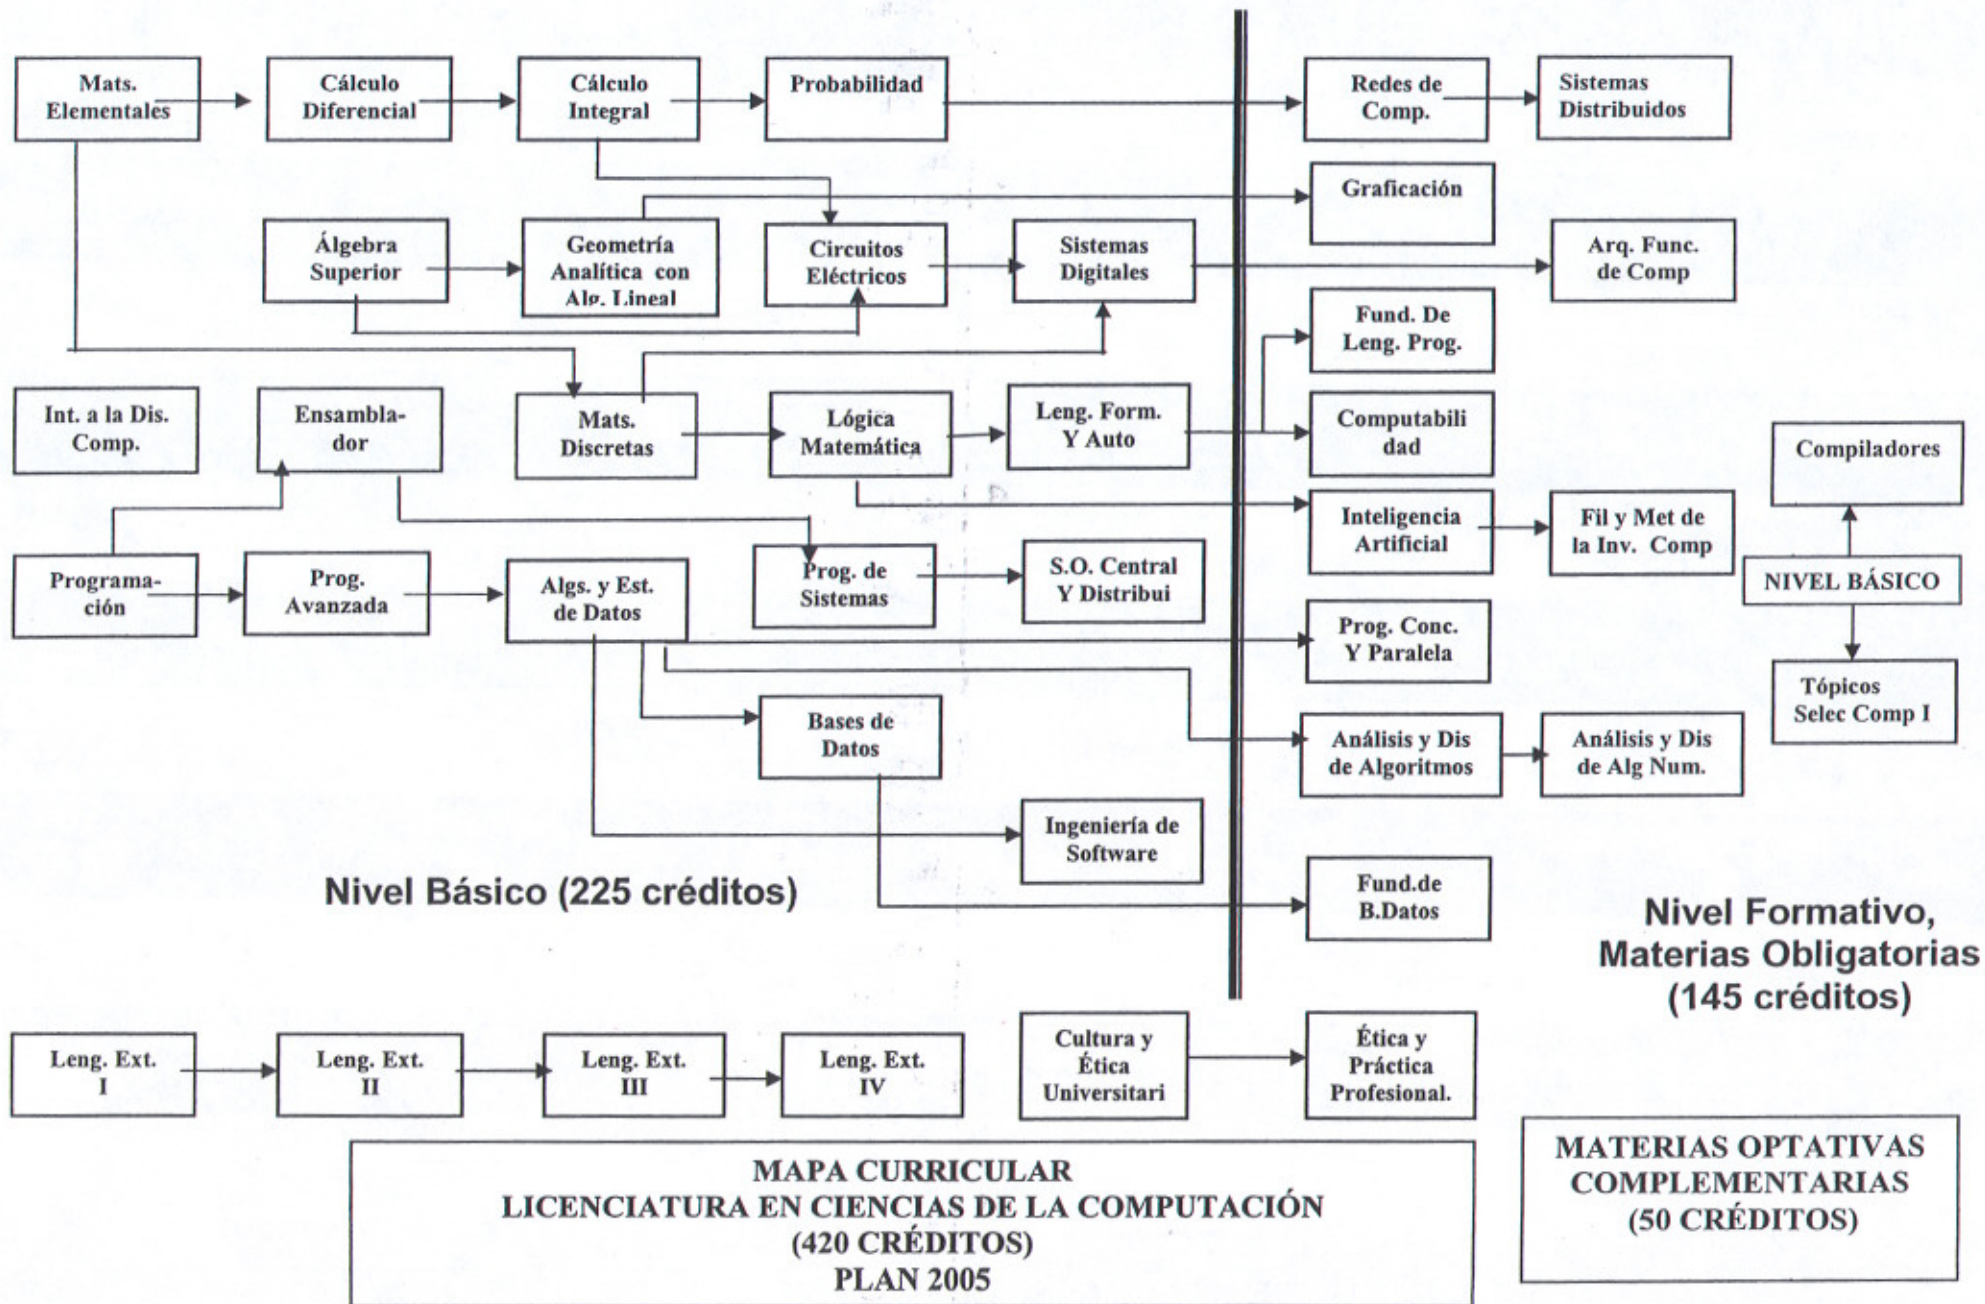 Mats.
Elementales
Cálculo
Diferencial
Cálculo
Integral
Probabilidad
Redes de
Comp.
Sistemas
Distribuidos
Graficación
Álgebra
Superior
Geometría
Analítica con
Alg. Lineal
Circuitos
Eléctricos
Sistemas
Digitales
Arq. Func.
de Comp
Fund. De
Leng. Prog.
Int. a la Dis.
Comp.
Ensambla-
dor
Mats.
Discretas
Lógica
Matemática
Leng. Form.
Y Auto
Computabili
dad
Compiladores
Inteligencia
Artificial
Fil y Met de
la Inv. Comp
NIVEL BÁSICO
Programa-
ción
Prog.
Avanzada
Algs. y Est.
de Datos
Prog. de
Sistemas
S.O. Central
Y Distribui
Prog. Conc.
Y Paralela
Tópicos
Selec Comp I
Bases de
Datos
Análisis y Dis
de Algoritmos
Análisis y Dis
de Alg Num.
Ingeniería de
Software
Fund.de
B.Datos
Nivel Básico (225 créditos)
Nivel Formativo,
Materias Obligatorias
(145 créditos)
Leng. Ext.
I
Leng. Ext.
II
Leng. Ext.
III
Leng. Ext.
IV
Cultura y
Ética
Universitari
Ética y
Práctica
Profesional.
MAPA CURRICULAR
LICENCIATURA EN CIENCIAS DE LA COMPUTACIÓN
(420 CRÉDITOS)
PLAN 2005
MATERIAS OPTATIVAS
COMPLEMENTARIAS
(50 CRÉDITOS)